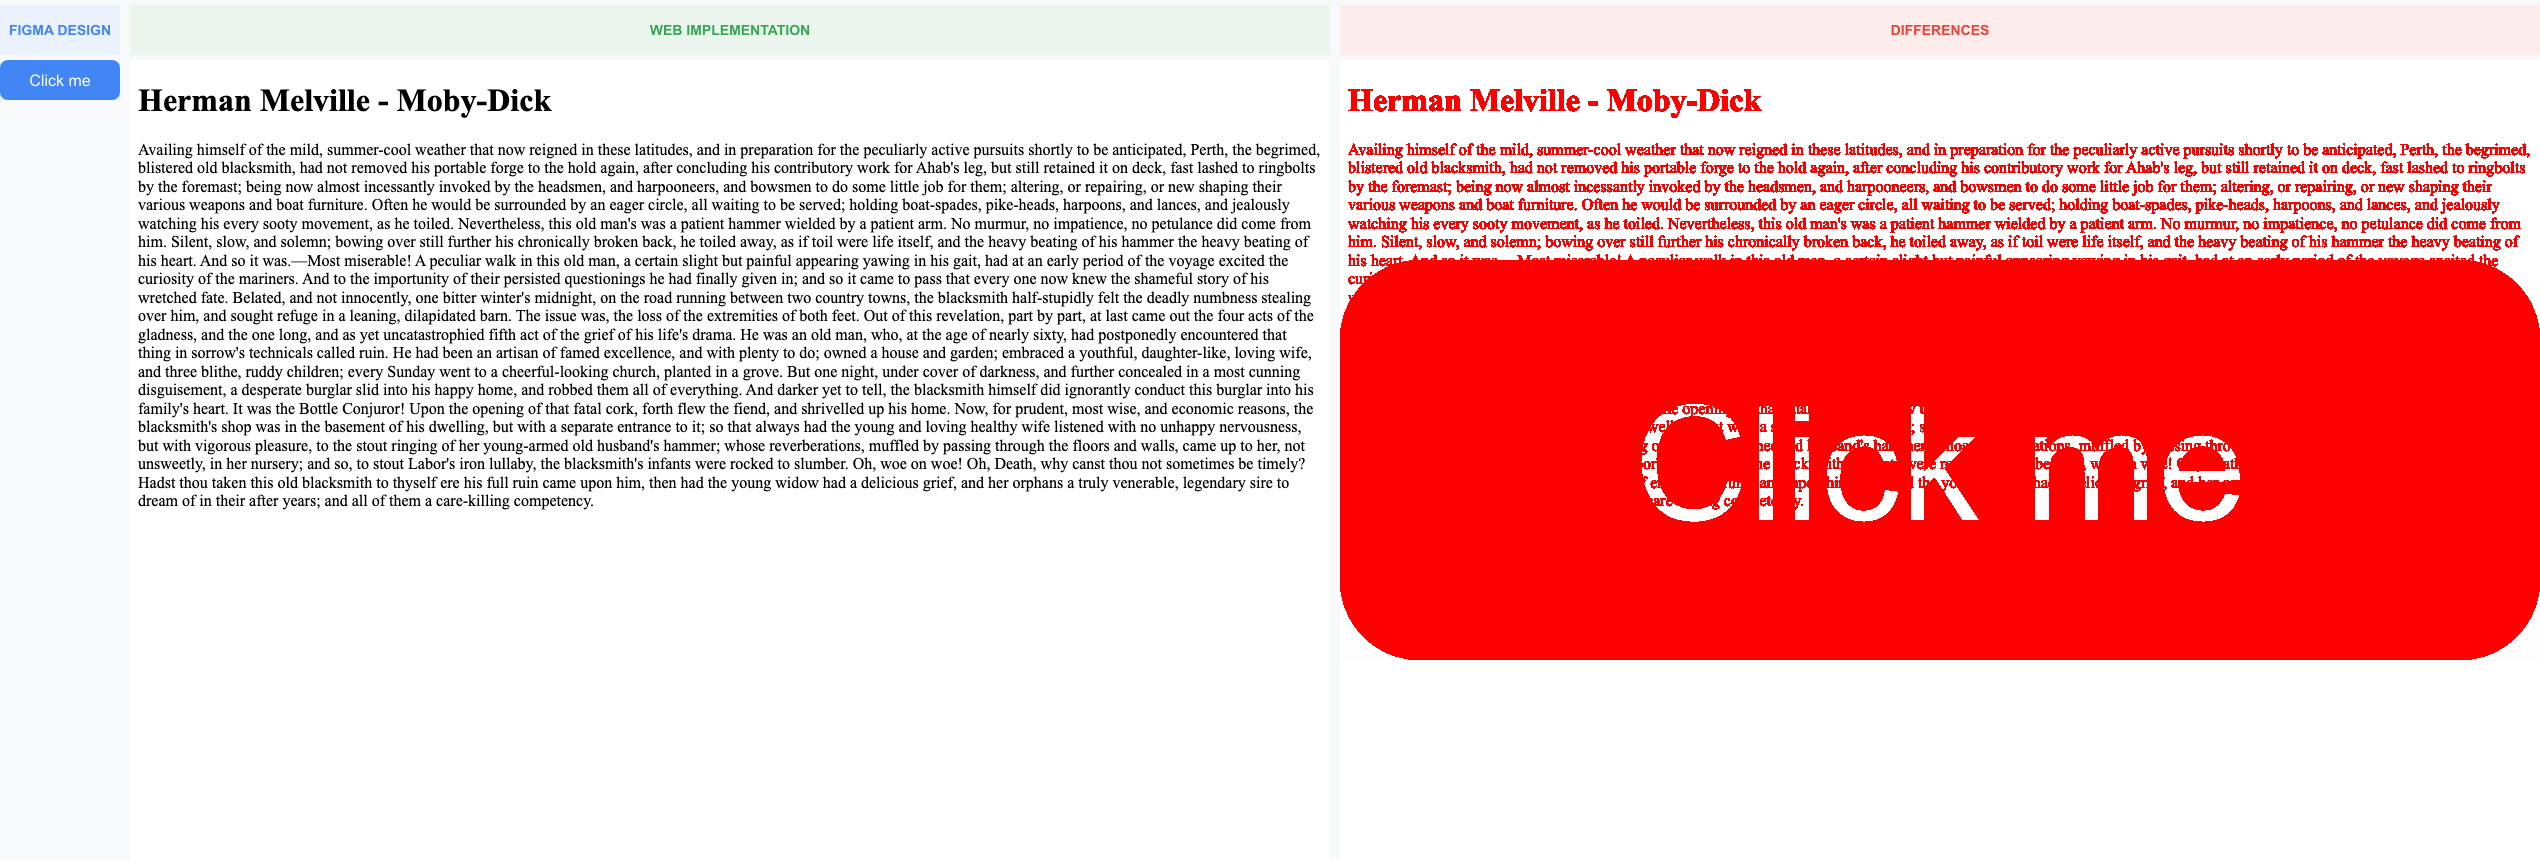 FIGMA DESIGN
Click me
WEB IMPLEMENTATION
Herman Melville - Moby-Dick
Availing himself of the mild, summer-cool weather that now reigned in these latitudes, and in preparation for the peculiarly active pursuits shortly to be anticipated, Perth, the begrimed,
blistered old blacksmith, had not removed his portable forge to the hold again, after concluding his contributory work for Ahab's leg, but still retained it on deck, fast lashed to ringbolts
by the foremast; being now almost incessantly invoked by the headsmen, and harpooneers, and bowsmen to do some little job for them; altering, or repairing, or new shaping their
various weapons and boat furniture. Often he would be surrounded by an eager circle, all waiting to be served; holding boat-spades, pike-heads, harpoons, and lances, and jealously
watching his every sooty movement, as he toiled. Nevertheless, this old man's was a patient hammer wielded by a patient arm. No murmur, no impatience, no petulance did come from
him. Silent, slow, and solemn; bowing over still further his chronically broken back, he toiled away, as if toil were life itself, and the heavy beating of his hammer the heavy beating of
his heart. And so it was.—Most miserable! A peculiar walk in this old man, a certain slight but painful appearing yawing in his gait, had at an early period of the voyage excited the
curiosity of the mariners. And to the importunity of their persisted questionings he had finally given in; and so it came to pass that every one now knew the shameful story of his
wretched fate. Belated, and not innocently, one bitter winter's midnight, on the road running between two country towns, the blacksmith half-stupidly felt the deadly numbness stealing
over him, and sought refuge in a leaning, dilapidated barn. The issue was, the loss of the extremities of both feet. Out of this revelation, part by part, at last came out the four acts of the
gladness, and the one long, and as yet uncatastrophied fifth act of the grief of his life's drama. He was an old man, who, at the age of nearly sixty, had postponedly encountered that
thing in sorrow's technicals called ruin. He had been an artisan of famed excellence, and with plenty to do; owned a house and garden; embraced a youthful, daughter-like, loving wife,
and three blithe, ruddy children; every Sunday went to a cheerful-looking church, planted in a grove. But one night, under cover of darkness, and further concealed in a most cunning
disguisement, a desperate burglar slid into his happy home, and robbed them all of everything. And darker yet to tell, the blacksmith himself did ignorantly conduct this burglar into his
family's heart. It was the Bottle Conjuror! Upon the opening of that fatal cork, forth flew the fiend, and shrivelled up his home. Now, for prudent, most wise, and economic reasons, the
blacksmith's shop was in the basement of his dwelling, but with a separate entrance to it; so that always had the young and loving healthy wife listened with no unhappy nervousness,
but with vigorous pleasure, to the stout ringing of her young-armed old husband's hammer; whose reverberations, muffled by passing through the floors and walls, came up to her, not
unsweetly, in her nursery; and so, to stout Labor's iron lullaby, the blacksmith's infants were rocked to slumber. Oh, woe on woe! Oh, Death, why canst thou not sometimes be timely?
Hadst thou taken this old blacksmith to thyself ere his full ruin came upon him, then had the young widow had a delicious grief, and her orphans a truly venerable, legendary sire to
dream of in their after years; and all of them a care-killing competency.
DIFFERENCES
Herman Melville - Moby-Dick
Availing himself of the mild, summer-cool weather that now reigned in these latitudes, and in preparation for the peculiarly active pursuits shortly to be anticipated, Perth, the begrimed,
blistered old blacksmith, had not removed his portable forge to the hold again, after concluding his contributory work for Ahab's leg, but still retained it on deck, fast lashed to ringbolts
by the foremast; being now almost incessantly invoked by the headsmen, and harpooneers, and bowsmen to do some little job for them; altering, or repairing, or new shaping their
various weapons and boat furniture. Often he would be surrounded by an eager circle, all waiting to be served; holding boat-spades, pike-heads, harpoons, and lances, and jealously
watching his every sooty movement, as he toiled. Nevertheless, this old man's was a patient hammer wielded by a patient arm. No murmur, no impatience, no petulance did come from
him. Silent, slow, and solemn; bowing over still further his chronically broken back, he toiled away, as if toil were life itself, and the heavy beating of his hammer the heavy beating of
his heart.
Click me